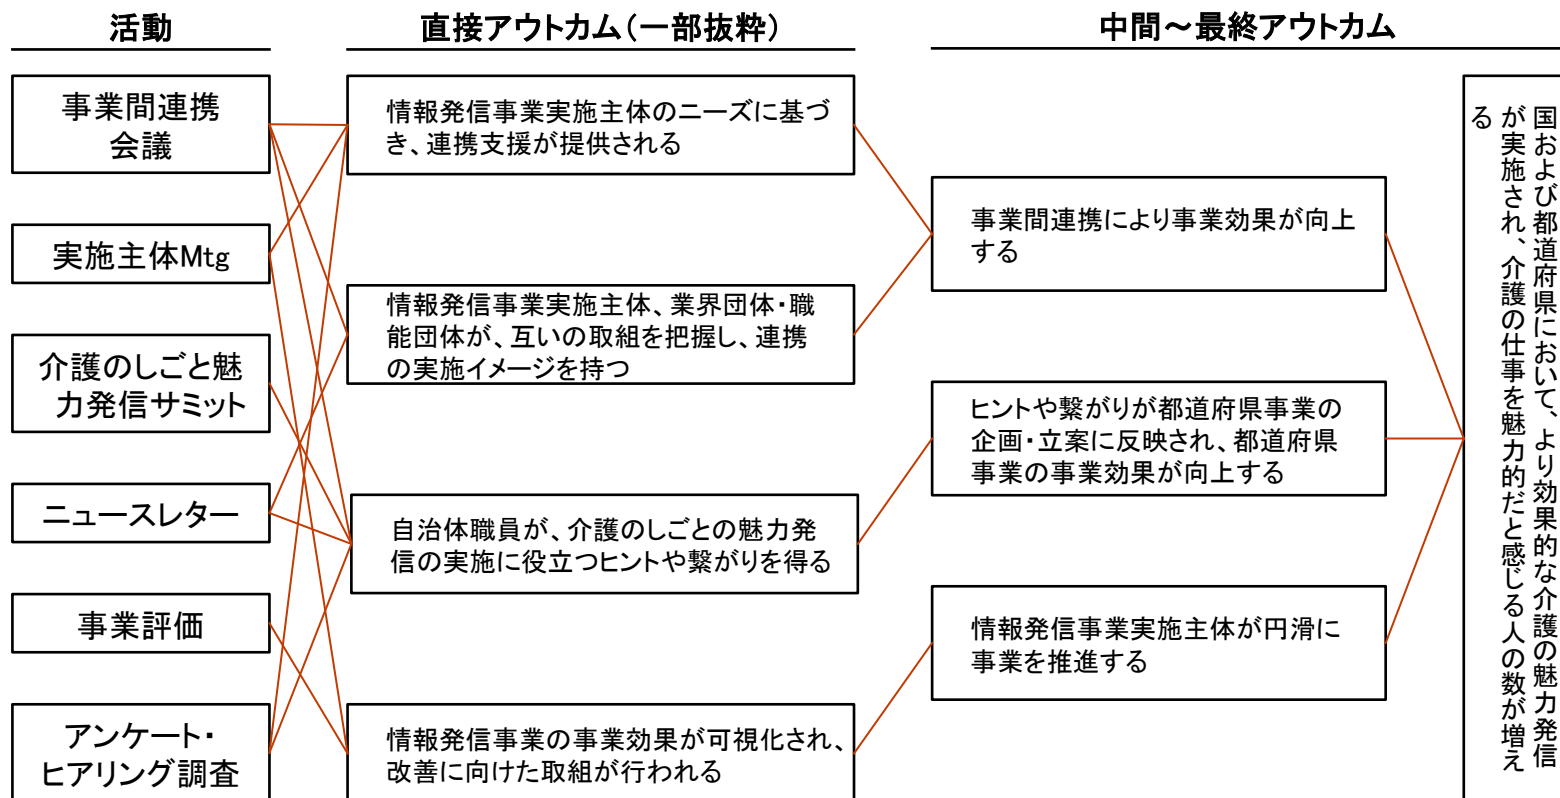 活動
直接アウトカム（一部抜粋）
中間～最終アウトカム
事業間連携
会議
実施主体Mtg
介護のしごと魅
力発信サミット
ニュースレター
事業評価
アンケート・
ヒアリング調査
情報発信事業実施主体のニーズに基づ
き、連携支援が提供される
情報発信事業実施主体、業界団体・職
能団体が、互いの取組を把握し、連携
の実施イメージを持つ
自治体職員が、介護のしごとの魅力発
信の実施に役立つヒントや繋がりを得る
情報発信事業の事業効果が可視化され、
改善に向けた取組が行われる
事業間連携により事業効果が向上
する
ヒントや繋がりが都道府県事業の
企画・立案に反映され、都道府県
事業の事業効果が向上する
情報発信事業実施主体が円滑に
事業を推進する
国および都道府県において、より効果的な介護の魅力発信
が実施され、介護の仕事を魅力的だと感じる人の数が増え
る